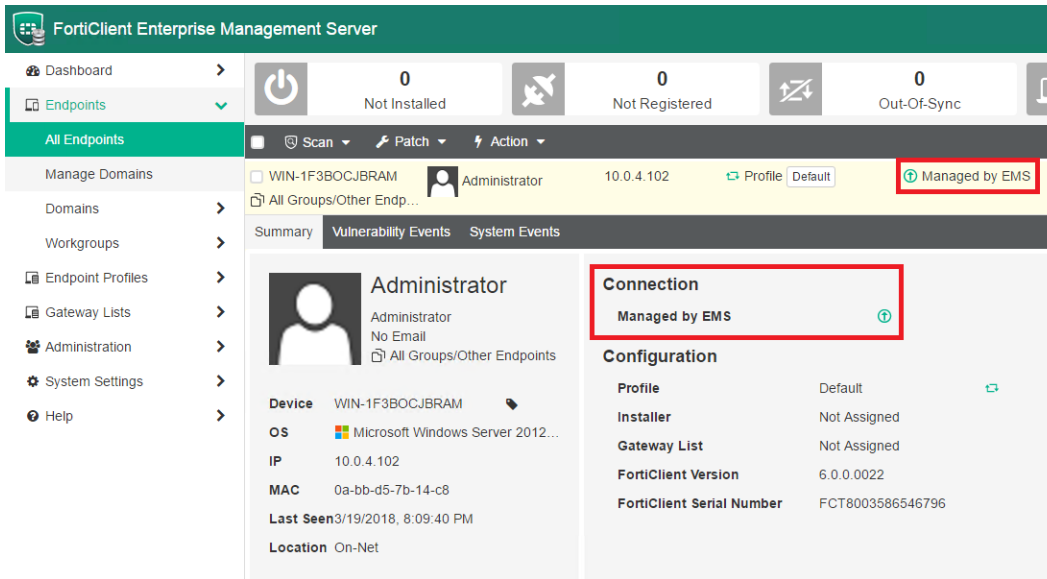 FortiClient Enterprise Management Server
Dashboard
Endpoints
All Endpoints
Manage Domains
Domains
Workgroups
Endpoint Profiles
Gateway Lists
Administration
System Settings
Help
0
Not Installed
0
Not Registered
0
Out-Of-Sync
Scan Patch Action
WIN-1F3BOCJBRAM Administrator 10.0.4.102 Profile Default Managed by EMS
All Groups/Other Endp...
Summary Vulnerability Events System Events
Administrator
Administrator
No Email
All Groups/Other Endpoints
Device WIN-1F3BOCJBRAM
OS Microsoft Windows Server 2012...
IP 10.0.4.102
MAC 0a-bb-d5-7b-14-c8
Last Seen 3/19/2018, 8:09:40 PM
Location On-Net
Connection
Managed by EMS
Configuration
Profile Default
Installer Not Assigned
Gateway List Not Assigned
FortiClient Version 6.0.0.0022
FortiClient Serial Number FCT8003586546796